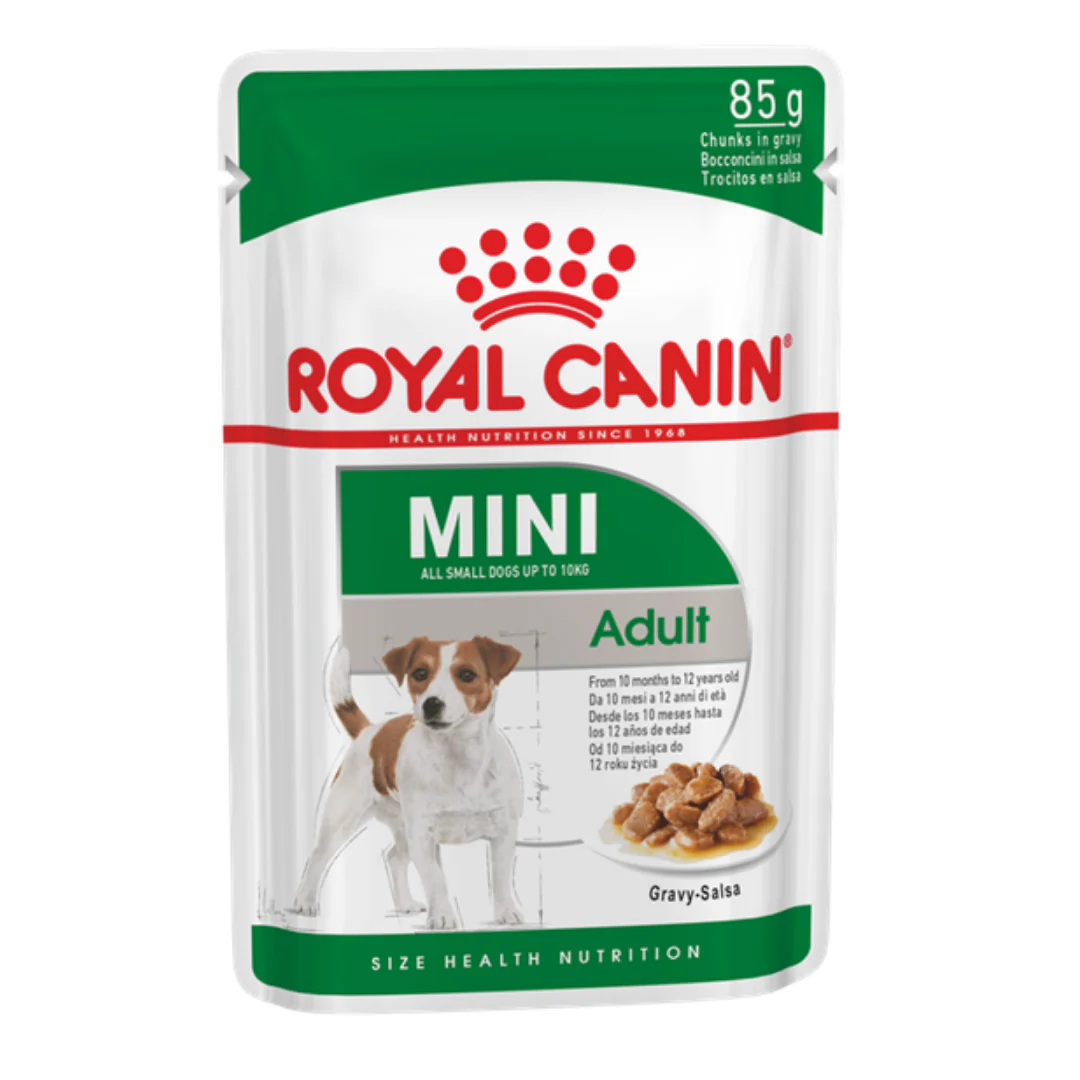 85 g
Chunks in gravy
Bocconcini in salsa
Trocitos en salsa
ROYAL CANIN®
HEALTH NUTRITION SINCE 1968
MINI
ALL SMALL DOGS UP TO 10KG
Adult
From 10 months to 12 years old
Da 10 mesi a 12 anni di età
Desde los 10 meses hasta
los 12 años de edad
Od 10 miesiąca do
12 roku życia
Gravy-Salsa
SIZE HEALTH NUTRITION